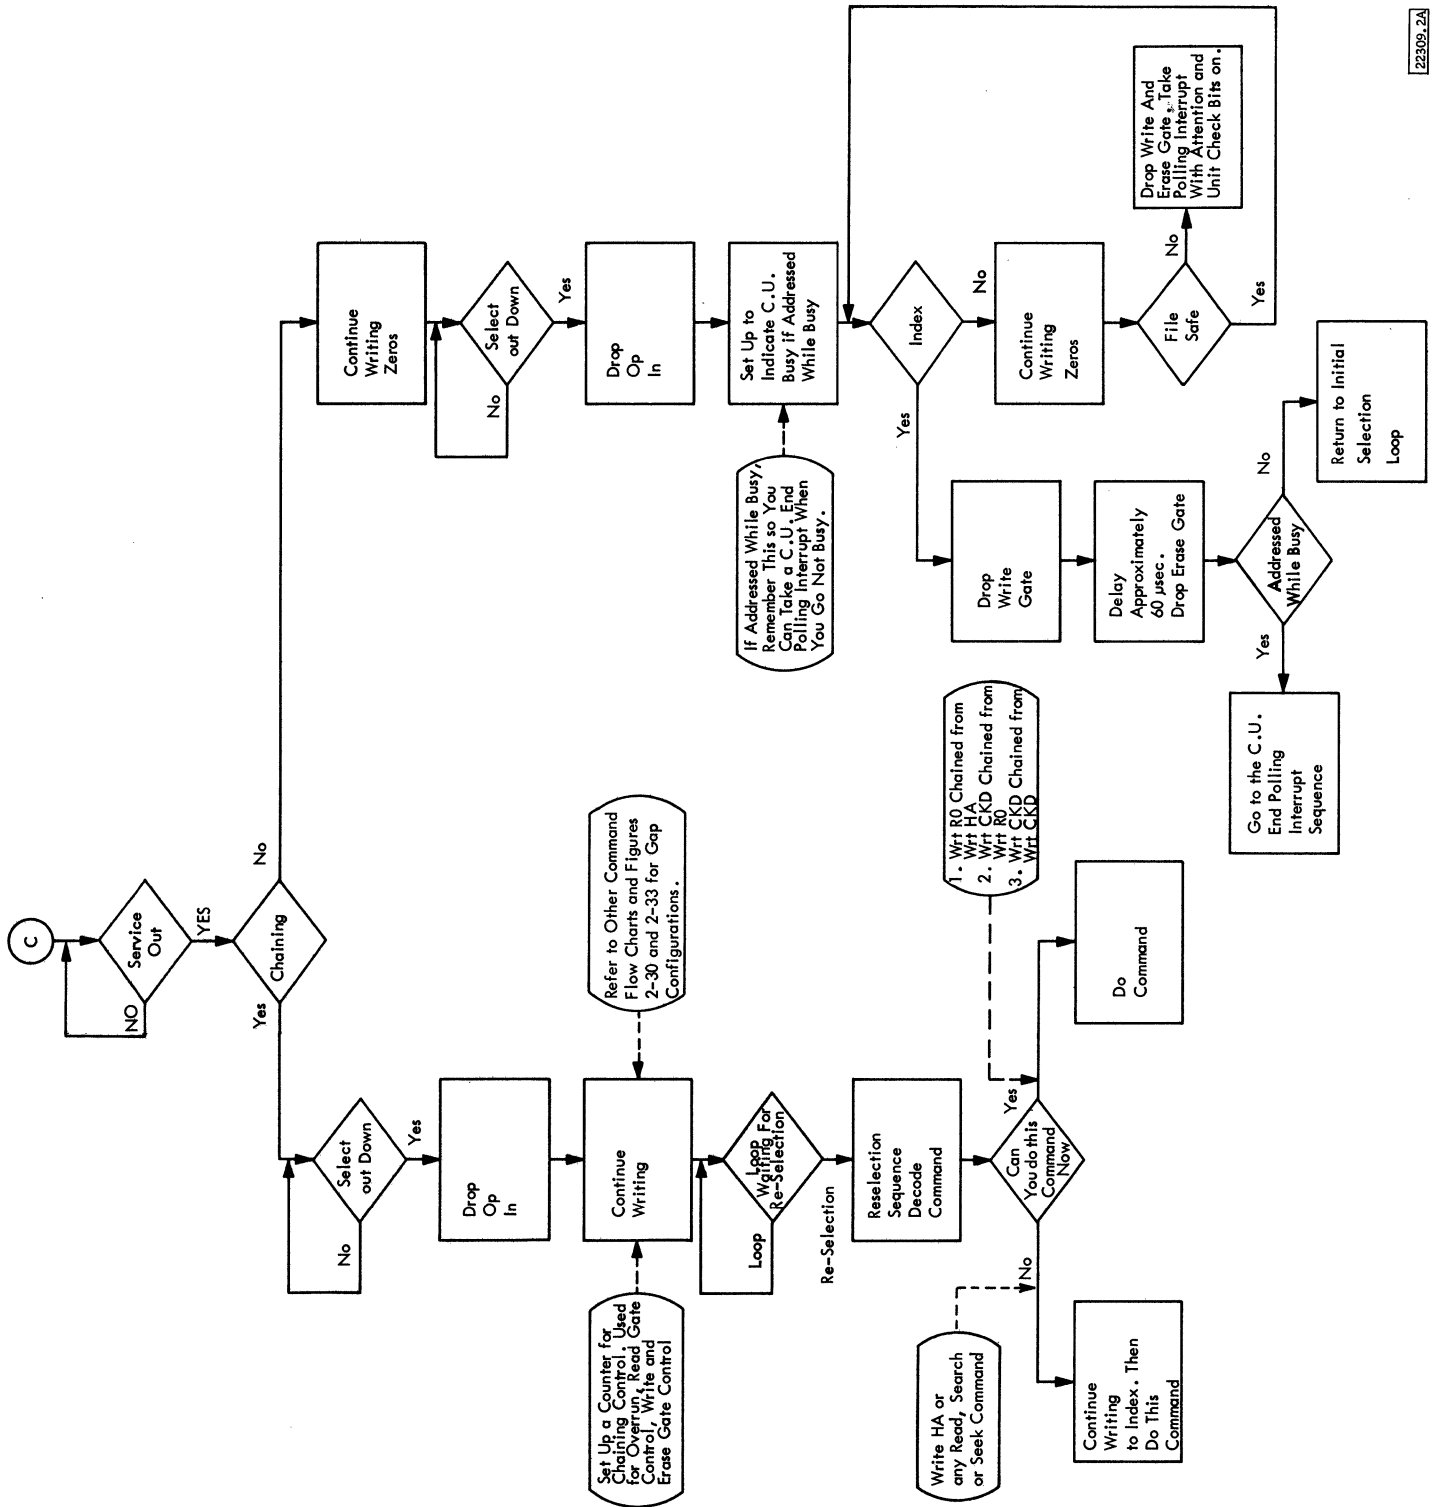 22309.2A
C
Service
Out
NO
YES
Chaining
Yes
No
Select
out Down
No
Yes
Drop
Op
In
Set Up a Counter for
Chaining Control. Used
for Overrun, Read Gate
Control, Write and
Erase Gate Control
Continue
Writing
Refer to Other Command
Flow Charts and Figures
2-30 and 2-33 for Gap
Configurations.
Loop
Waiting For
Re-Selection
Loop
Re-Selection
Reselection
Sequence
Decode
Command
Write HA or
any Read, Search
or Seek Command
1. Wrt R0 Chained from
Wrt HA
2. Wrt CKD Chained from
Wrt R0
3. Wrt CKD Chained from
Wrt CKD
Can
You do this
Command
Now
No
Yes
Continue
Writing
to Index. Then
Do This
Command
Do
Command
Continue
Writing
Zeros
Select
out Down
No
Yes
Drop
Op
In
If Addressed While Busy,
Remember This so You
Can Take a C.U. End
Polling Interrupt When
You Go Not Busy.
Set Up to
Indicate C.U.
Busy if Addressed
While Busy
Index
Yes
No
Drop
Write
Gate
Continue
Writing
Zeros
Delay
Approximately
60 μsec.
Drop Erase Gate
File
Safe
No
Yes
Drop Write And
Erase Gate, Take
Polling Interrupt
With Attention and
Unit Check Bits on.
Addressed
While Busy
Yes
No
Go to the C.U.
End Polling
Interrupt
Sequence
Return to Initial
Selection
Loop